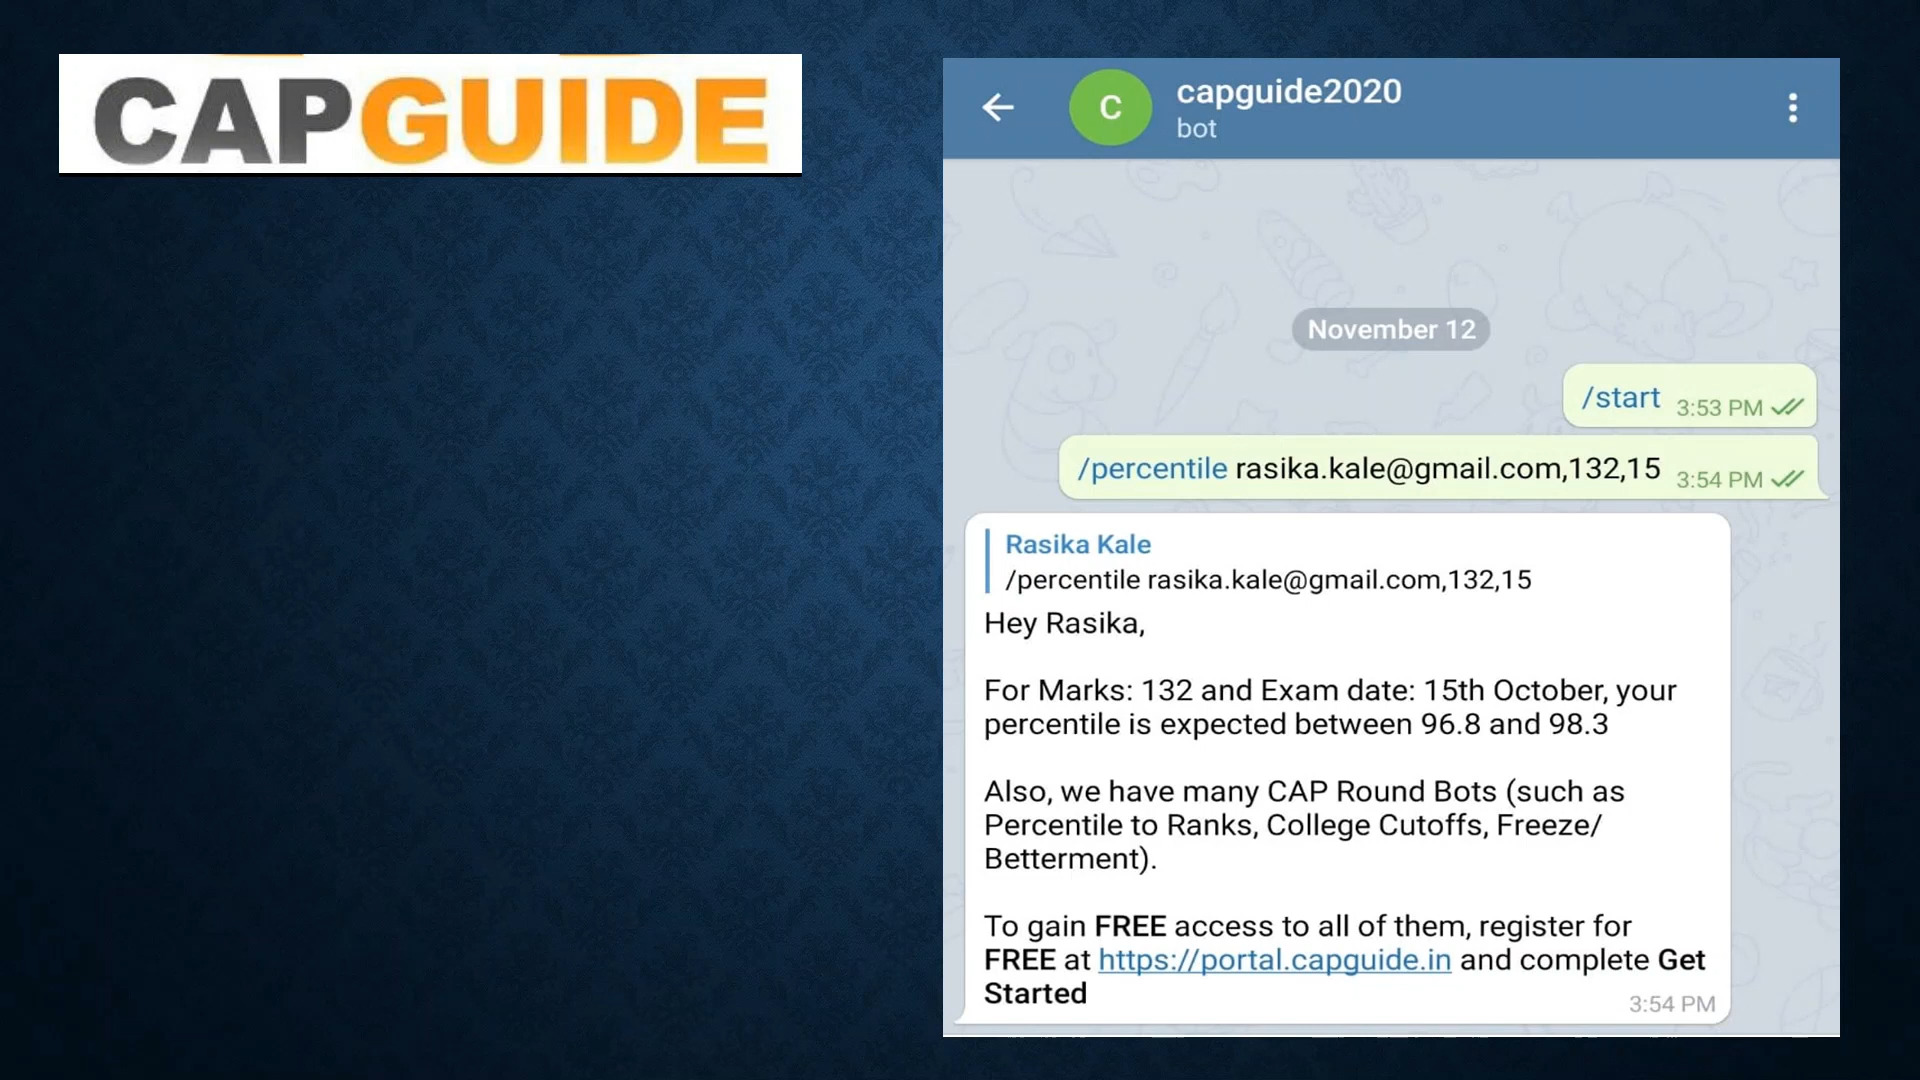 CAPGUIDE
capguide2020
bot
C
November 12
/start 3:53 PM
/percentile rasika.kale@gmail.com,132,15 3:54 PM
Rasika Kale
/percentile rasika.kale@gmail.com,132,15
Hey Rasika,
For Marks: 132 and Exam date: 15th October, your
percentile is expected between 96.8 and 98.3
Also, we have many CAP Round Bots (such as
Percentile to Ranks, College Cutoffs, Freeze/
Betterment).
To gain FREE access to all of them, register for
FREE at https://portal.capguide.in and complete Get
Started
3:54 PM